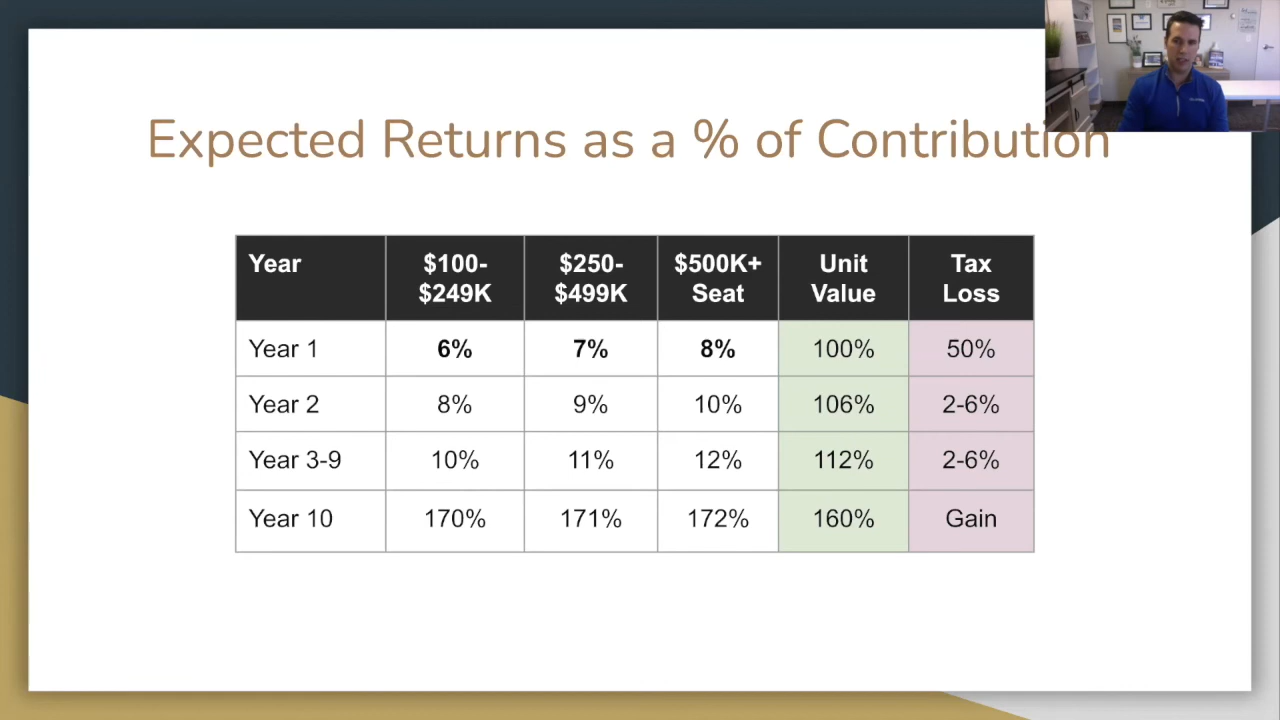 Expected Returns as a % of Contribution
Year $100- $250- $500K+ Unit Tax
$249K $499K Seat Value Loss
Year 1 6% 7% 8% 100% 50%
Year 2 8% 9% 10% 106% 2-6%
Year 3-9 10% 11% 12% 112% 2-6%
Year 10 170% 171% 172% 160% Gain